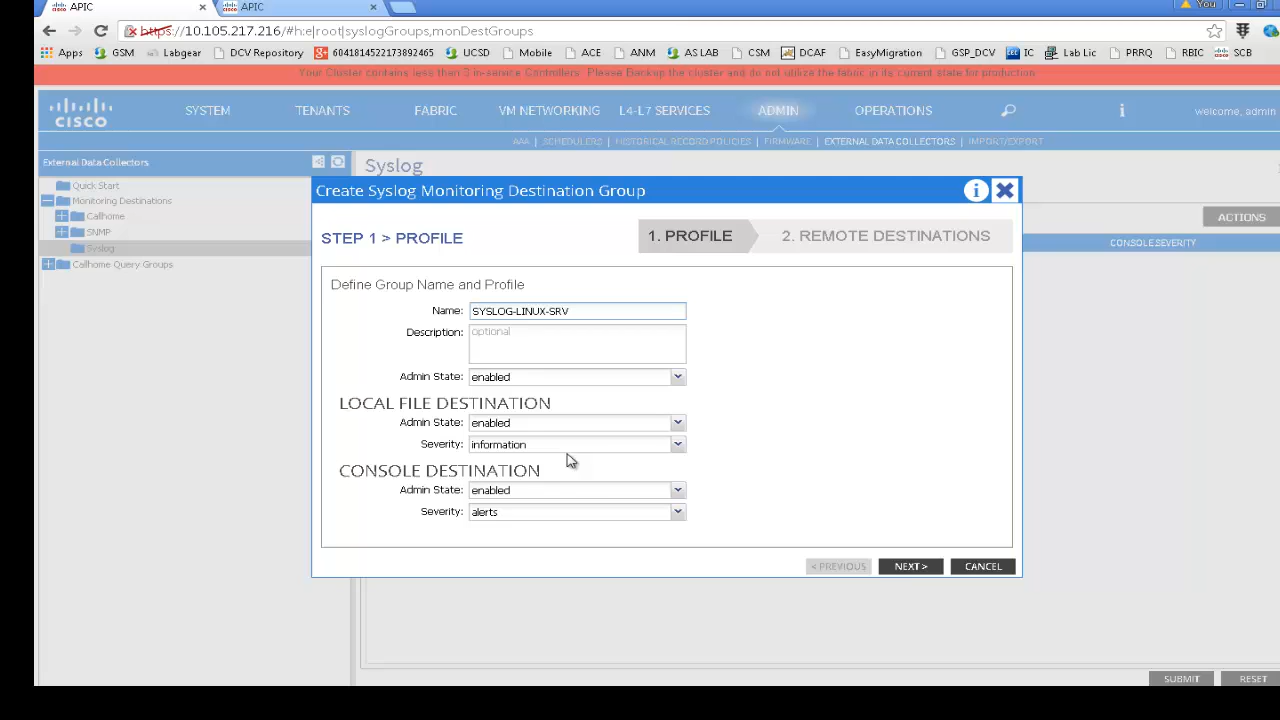 APIC
APIC
You
https://10.105.217.216/#h:e|root|syslogGroups,monDestGroups
Apps GSM Labgear DCV Repository 6041814522173892465 UCSD Mobile ACE ANM AS LAB CSM DCAF EasyMigration GSP_DCV IC Lab Lic PRRQ RBIC SCB
Your Cluster contains less than 3 in-service Controllers. Please Backup the cluster and do not utilize the fabric in its current state for production
CISCO
SYSTEM TENANTS FABRIC VM NETWORKING L4-L7 SERVICES ADMIN OPERATIONS i welcome, admin
AAA | SCHEDULERS | HISTORICAL RECORD POLICIES | FIRMWARE | EXTERNAL DATA COLLECTORS | IMPORT/EXPORT
External Data Collectors
Quick Start
Monitoring Destinations
Callhome
SNMP
Syslog
Callhome Query Groups
Syslog
ACTIONS
CONSOLE SEVERITY
Create Syslog Monitoring Destination Group
STEP 1 > PROFILE
1. PROFILE
2. REMOTE DESTINATIONS
Define Group Name and Profile
Name: SYSLOG-LINUX-SRV
Description: optional
Admin State: enabled
LOCAL FILE DESTINATION
Admin State: enabled
Severity: information
CONSOLE DESTINATION
Admin State: enabled
Severity: alerts
< PREVIOUS NEXT > CANCEL
SUBMIT RESET